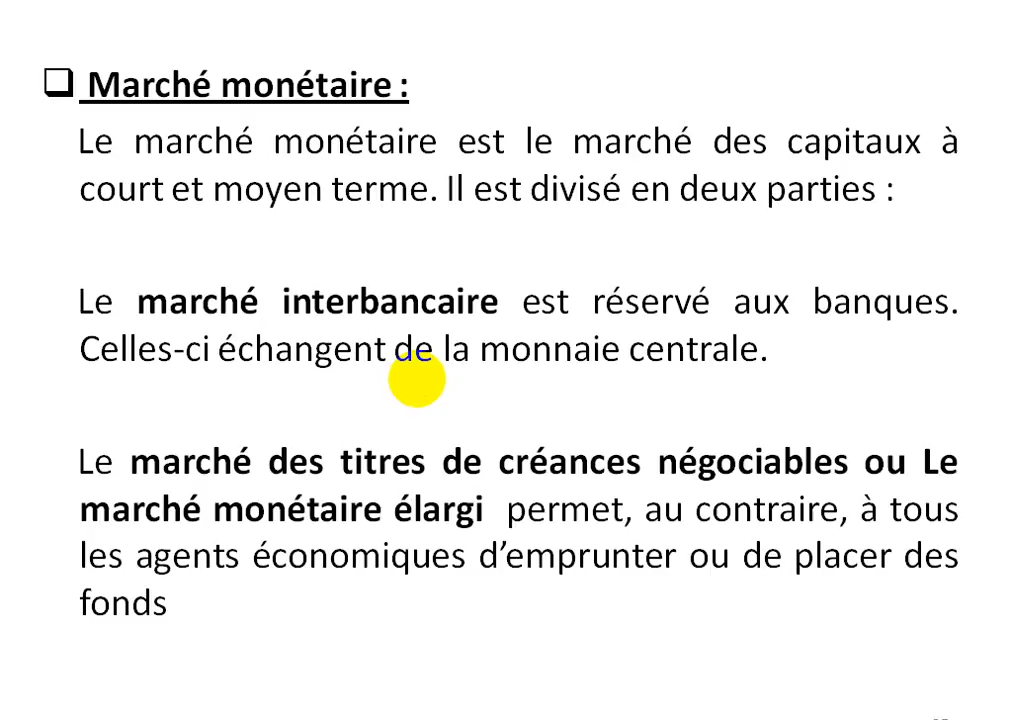 Marché monétaire :
Le marché monétaire est le marché des capitaux à
court et moyen terme. Il est divisé en deux parties :
Le marché interbancaire est réservé aux banques.
Celles-ci échangent de la monnaie centrale.
Le marché des titres de créances négociables ou Le
marché monétaire élargi permet, au contraire, à tous
les agents économiques d’emprunter ou de placer des
fonds